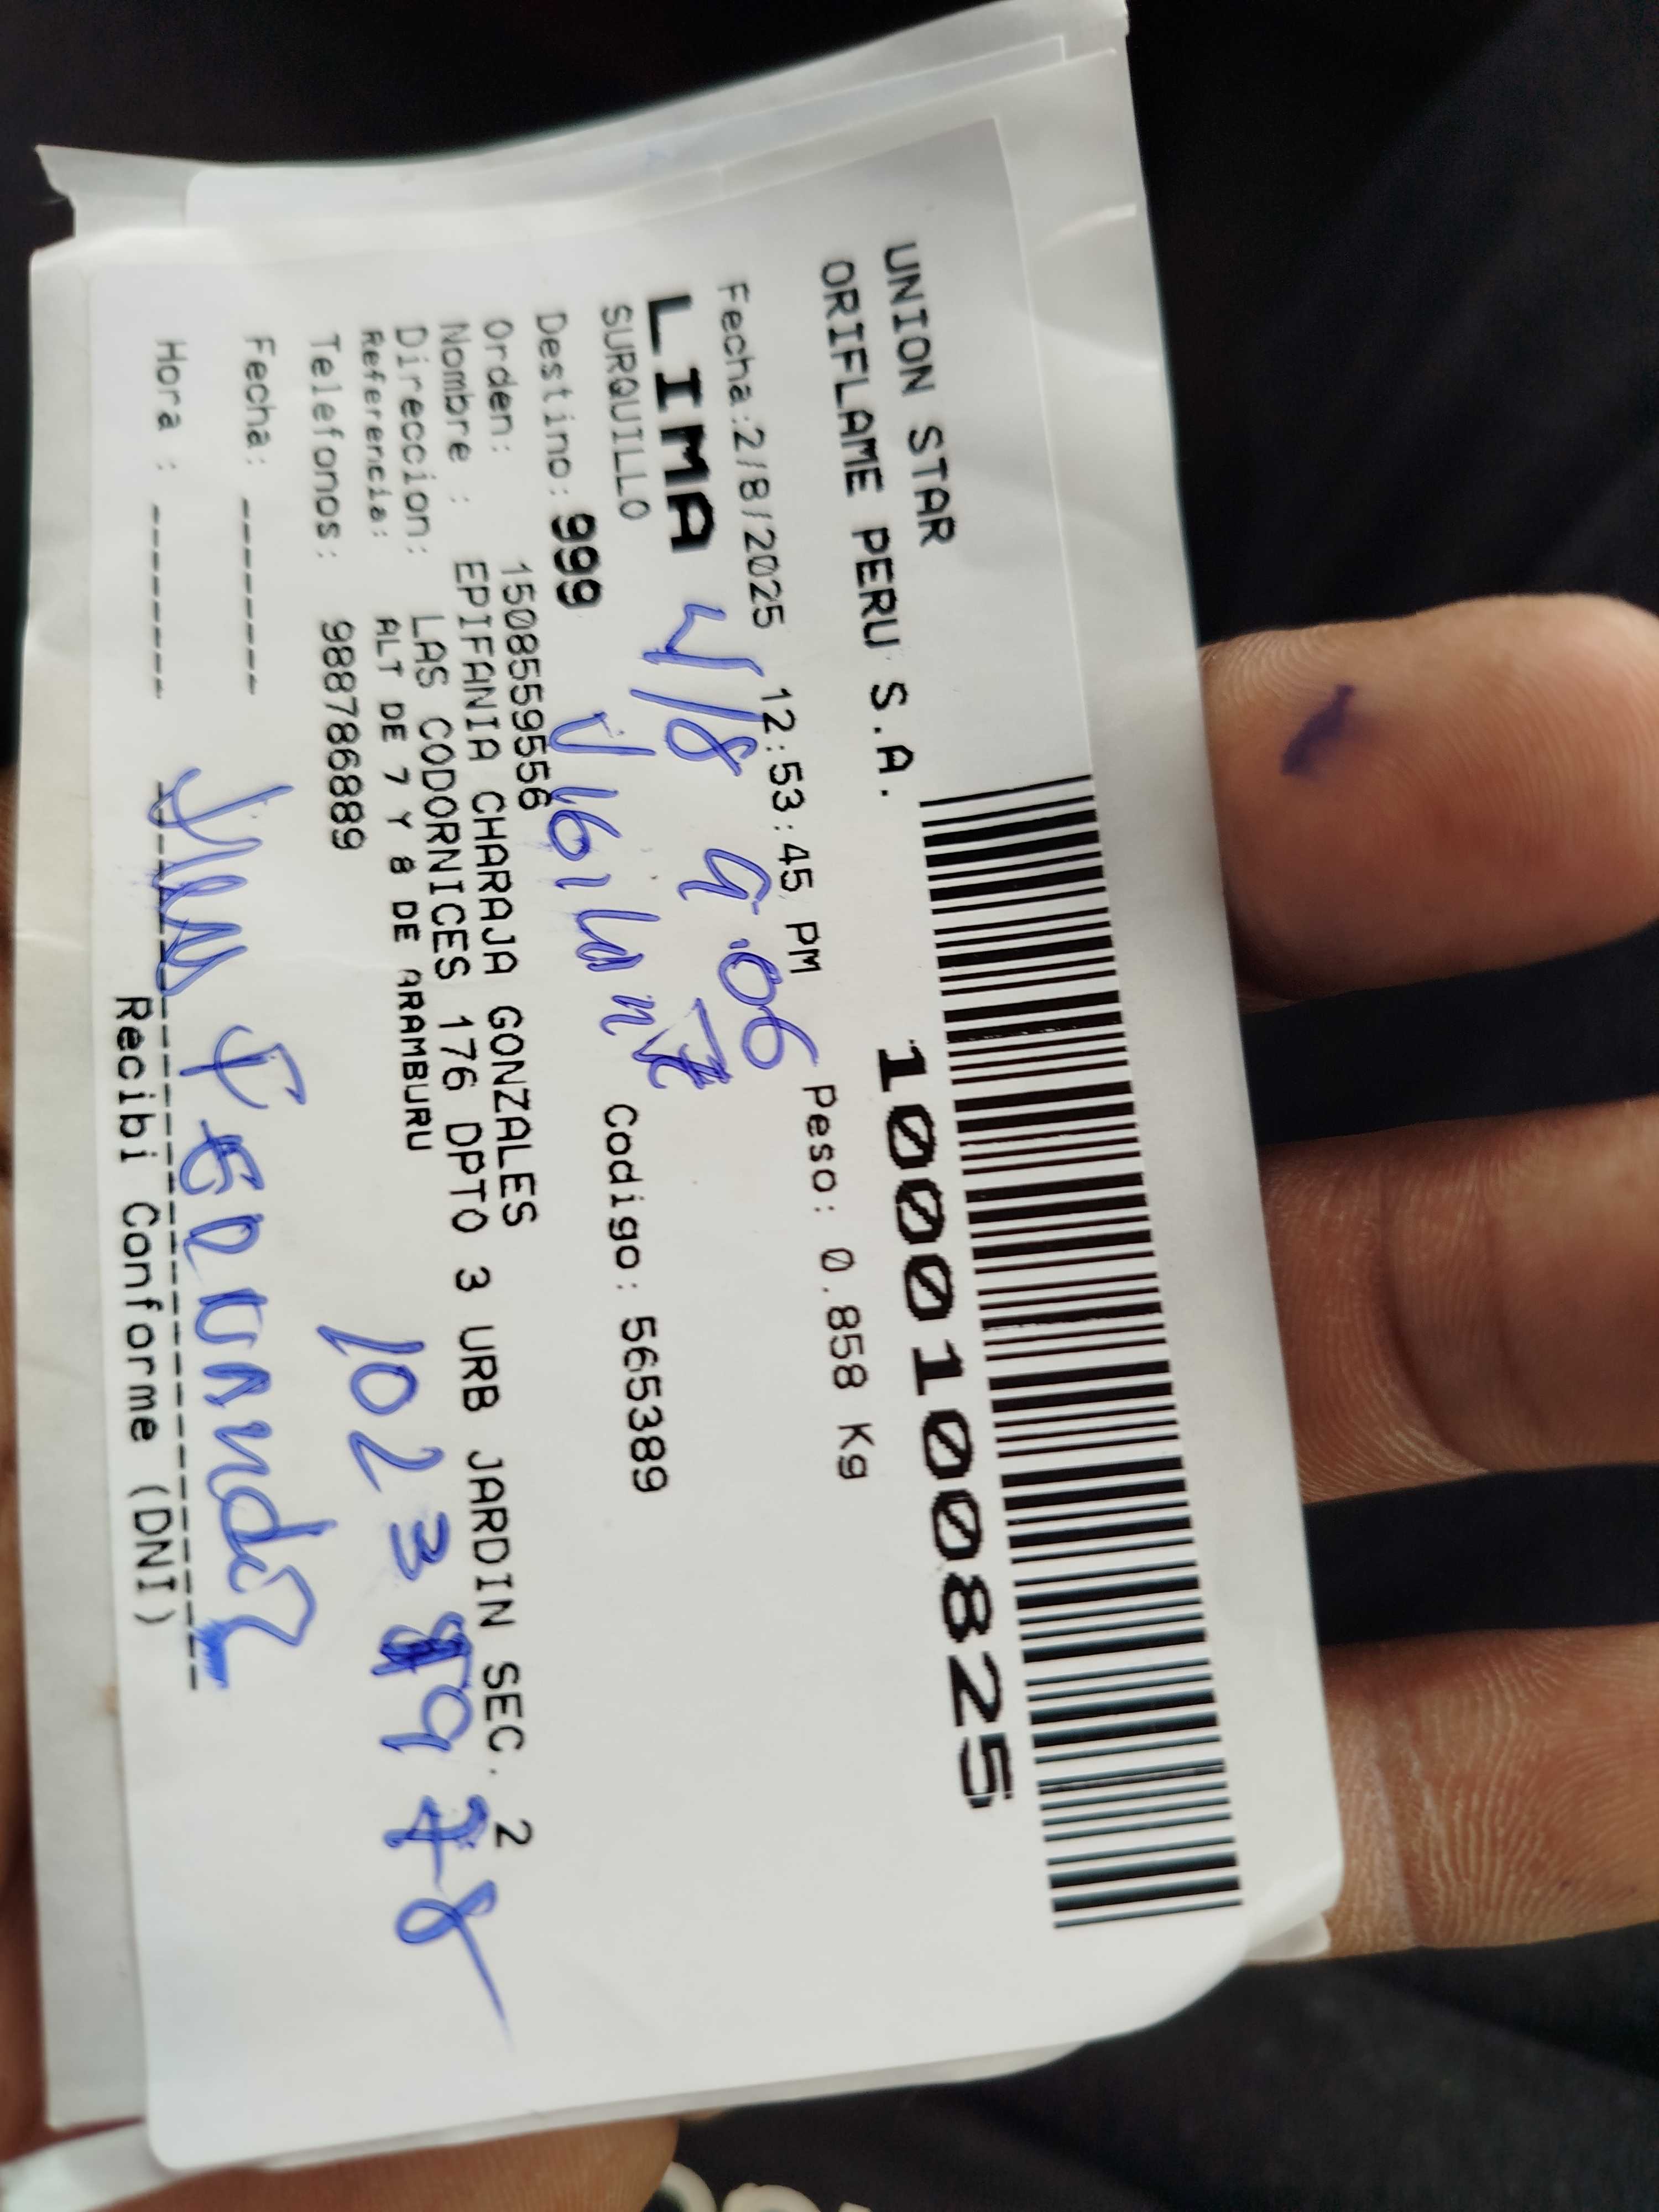 UNION STAR
ORIFLAME PERU S.A.
10001000825
Fecha:2/8/2025 12:53:45 PM Peso: 0.858 Kg
LIMA 4/8 9.06
SURQUILLO
Vigilante
Destino: 999 Codigo: 565389
Orden: 1508559556
Nombre : EPIFANIA CHARAJA GONZALES
Direccion: LAS CODORNICES 176 DPTO 3 URB JARDIN SEC. 2
Referencia: ALT DE 7 Y 8 DE ARAMBURU
Telefonos: 988786889
Fecha: ------
Hora : -------
Recibi Conforme (DNI)